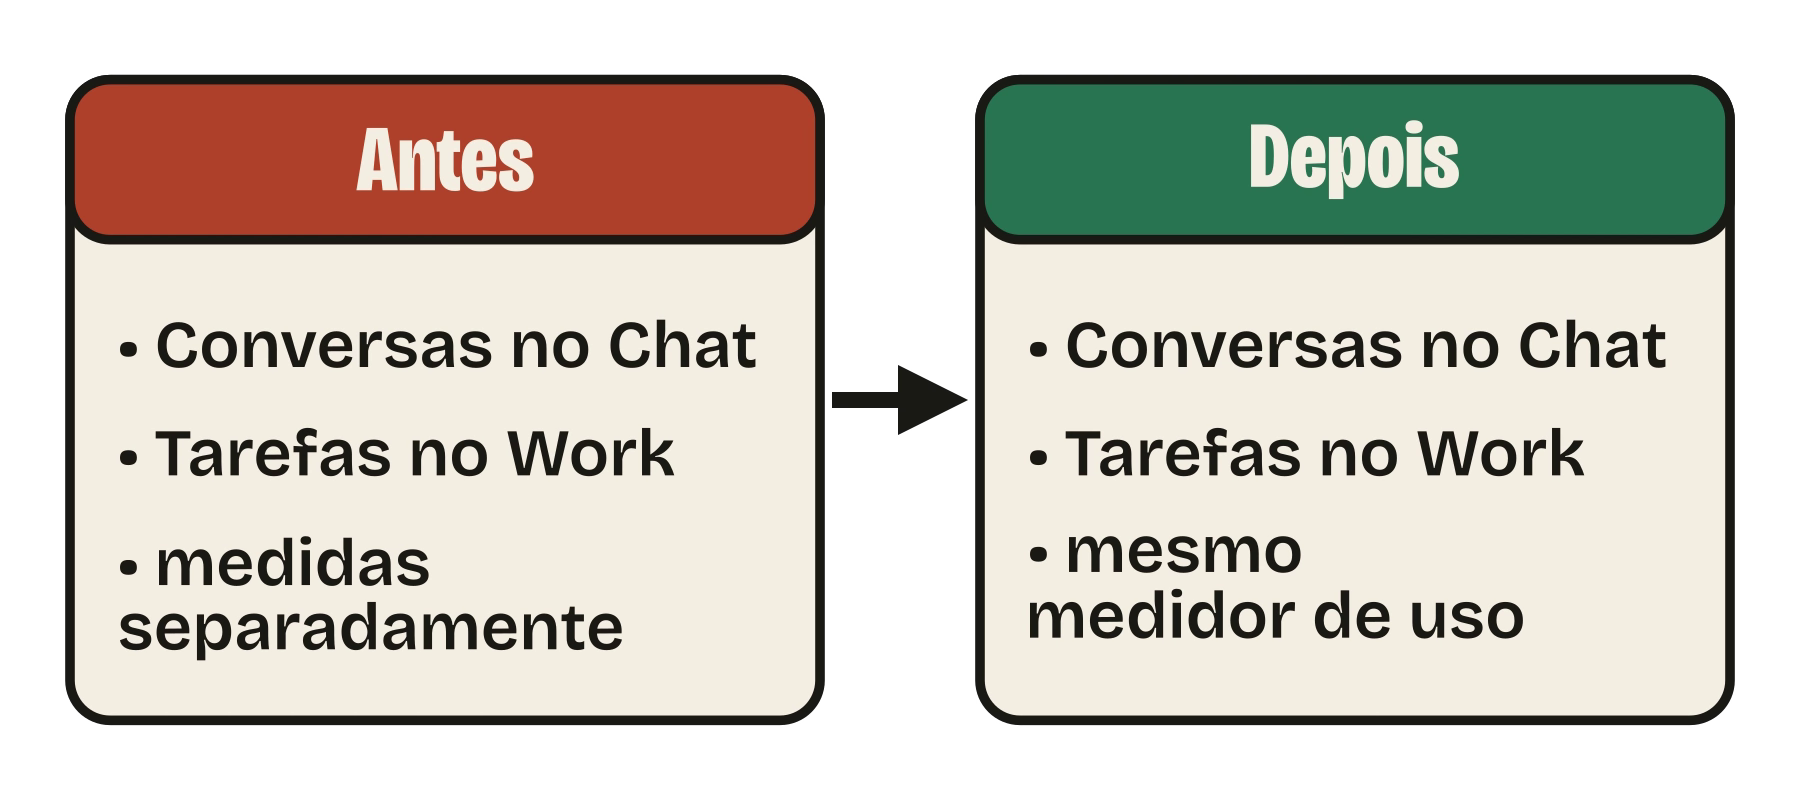 Antes
• Conversas no Chat
• Tarefas no Work
• medidas
separadamente
Depois
• Conversas no Chat
• Tarefas no Work
• mesmo
medidor de uso